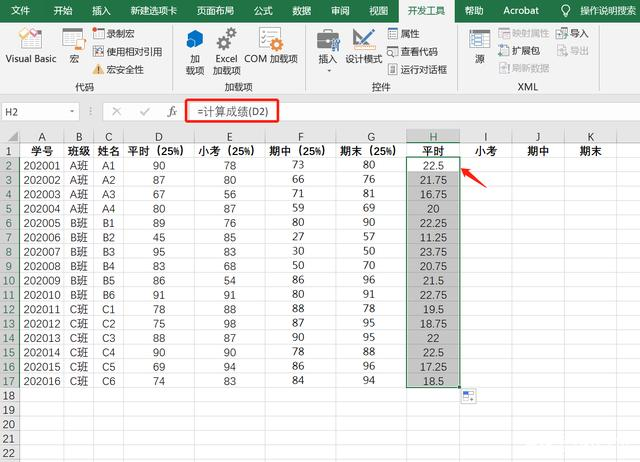 文件 开始 插入 新建选项卡 页面布局 公式 数据 审阅 视图 开发工具 帮助 Acrobat 操作说明搜索
Visual Basic 宏 录制宏 使用相对引用 宏安全性
代码
加载项 Excel 加载项 COM 加载项
加载项
插入 设计模式 属性 查看代码 运行对话框
控件
源 映射属性 扩展包 刷新数据 导入 导出
XML
H2 fx =计算成绩(D2)
A B C D E F G H I J K
1 学号 班级 姓名 平时（25%） 小考（25%） 期中（25%） 期末（25%） 平时 小考 期中 期末
2 202001 A班 A1 90 78 73 80 22.5
3 202002 A班 A2 87 80 66 76 21.75
4 202003 A班 A3 67 56 71 81 16.75
5 202004 A班 A4 80 87 59 69 20
6 202005 B班 B1 89 76 80 90 22.25
7 202006 B班 B2 45 85 27 57 11.25
8 202007 B班 B3 95 83 30 50 23.75
9 202008 B班 B4 83 68 50 70 20.75
10 202009 B班 B5 86 54 86 96 21.5
11 202010 B班 B6 91 91 80 91 22.75
12 202011 C班 C1 78 88 88 78 19.5
13 202012 C班 C2 75 98 87 95 18.75
14 202013 C班 C3 88 87 90 95 22
15 202014 C班 C4 90 90 78 88 22.5
16 202015 C班 C5 69 94 86 96 17.25
17 202016 C班 C6 74 83 84 94 18.5
18
19
20
21
22